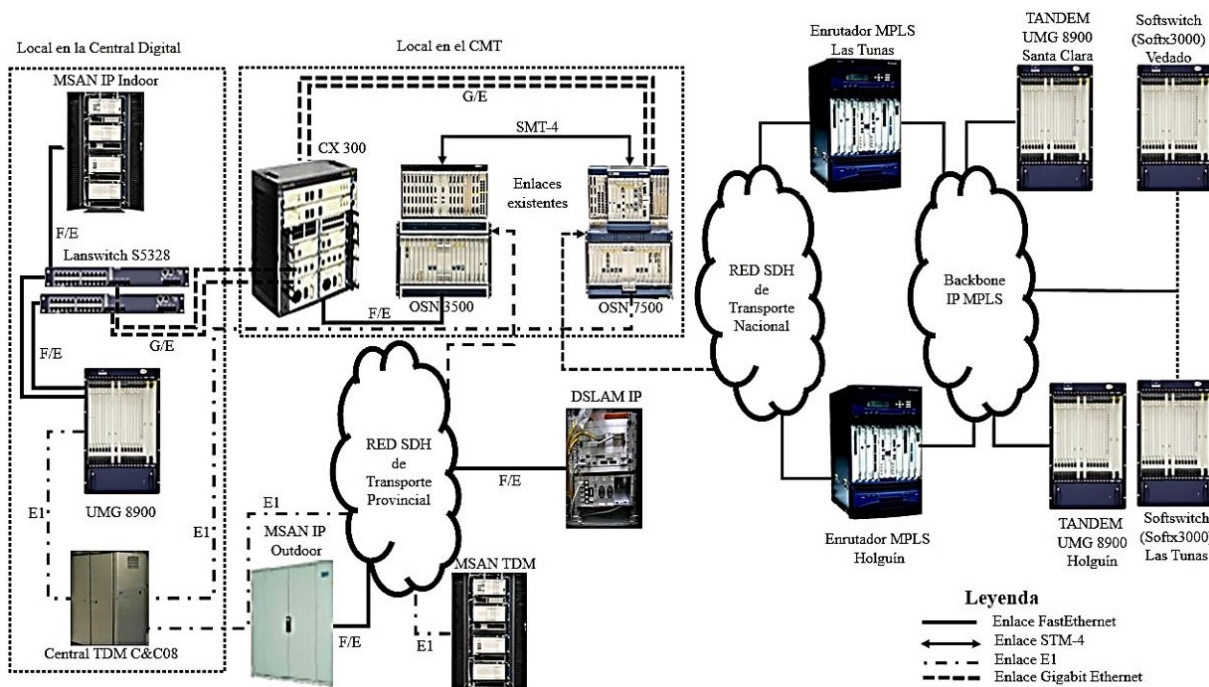 Local en la Central Digital
MSAN IP Indoor
F/E
Lanswitch S5328
F/E
G/E
UMG 8900
E1
E1
Central TDM C&C08
Local en el CMT
G/E
CX 300
SMT-4
Enlaces
existentes
F/E
OSN 3500
OSN 7500
RED SDH
de
Transporte
Provincial
E1
MSAN IP
Outdoor
F/E
DSLAM IP
F/E
MSAN TDM
E1
Enrutador MPLS
Las Tunas
RED SDH
de
Transporte
Nacional
Enrutador MPLS
Holguín
Backbone
IP MPLS
TANDEM
UMG 8900
Santa Clara
Softswitch
(Softx3000)
Vedado
TANDEM
UMG 8900
Holguín
Softswitch
(Softx3000)
Las Tunas
Leyenda
Enlace FastEthernet
Enlace STM-4
Enlace E1
Enlace Gigabit Ethernet